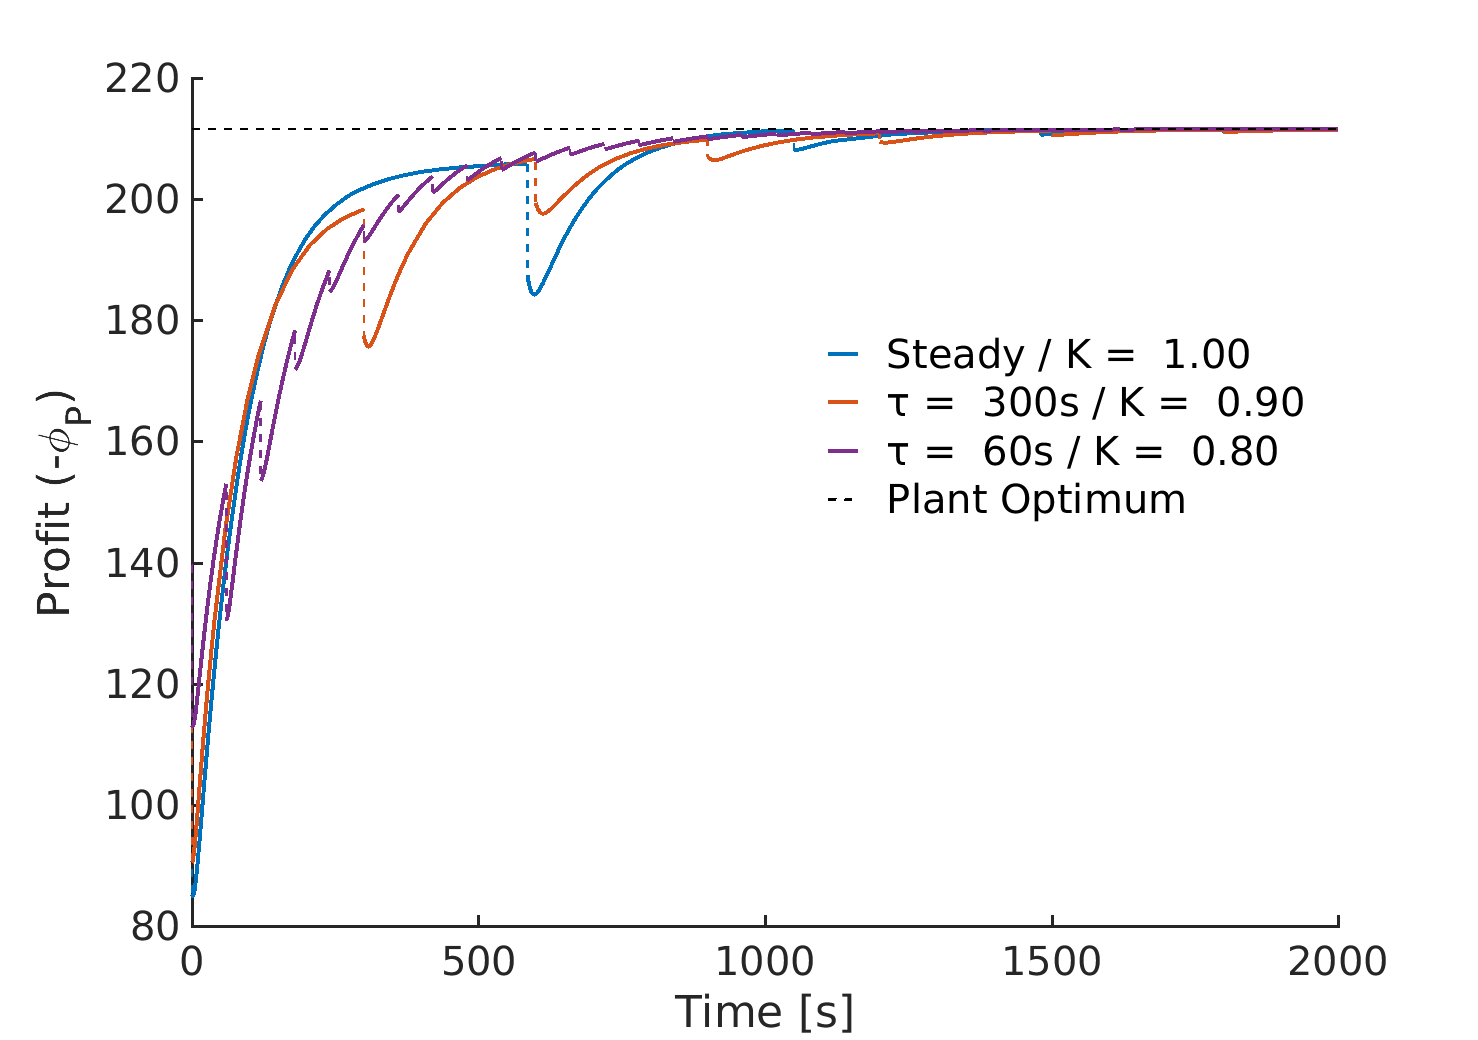 220
200
180
160
140
120
100
80
Profit (-ϕP)
0
500
1000
1500
2000
Time [s]
Steady / K = 1.00
τ = 300s / K = 0.90
τ = 60s / K = 0.80
Plant Optimum